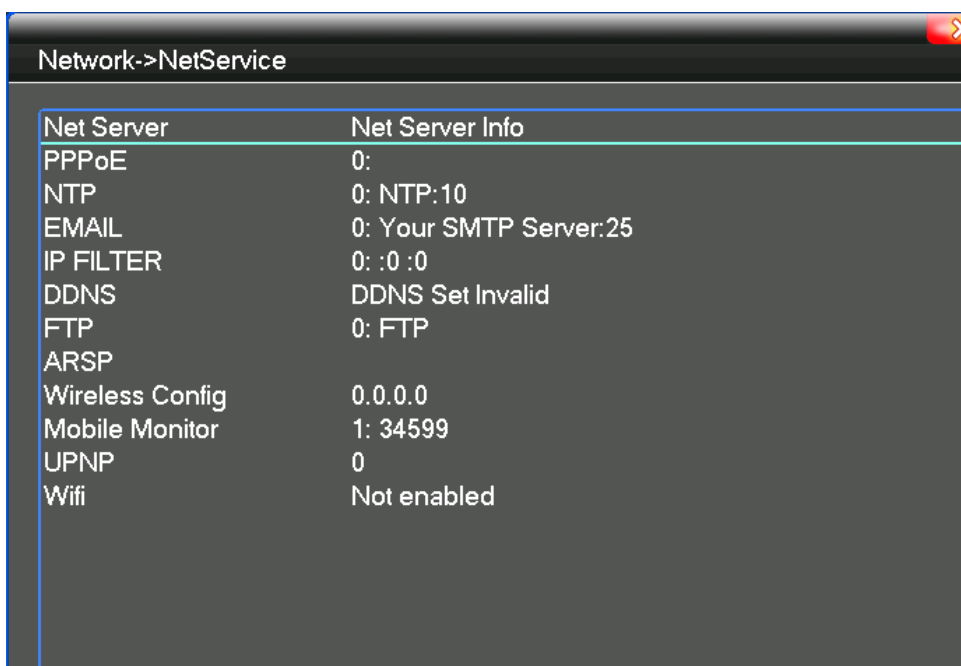 Network->NetService
Net Server Net Server Info
PPPoE 0:
NTP 0: NTP:10
EMAIL 0: Your SMTP Server:25
IP FILTER 0: :0 :0
DDNS DDNS Set Invalid
FTP 0: FTP
ARSP
Wireless Config 0.0.0.0
Mobile Monitor 1: 34599
UPNP 0
Wifi Not enabled